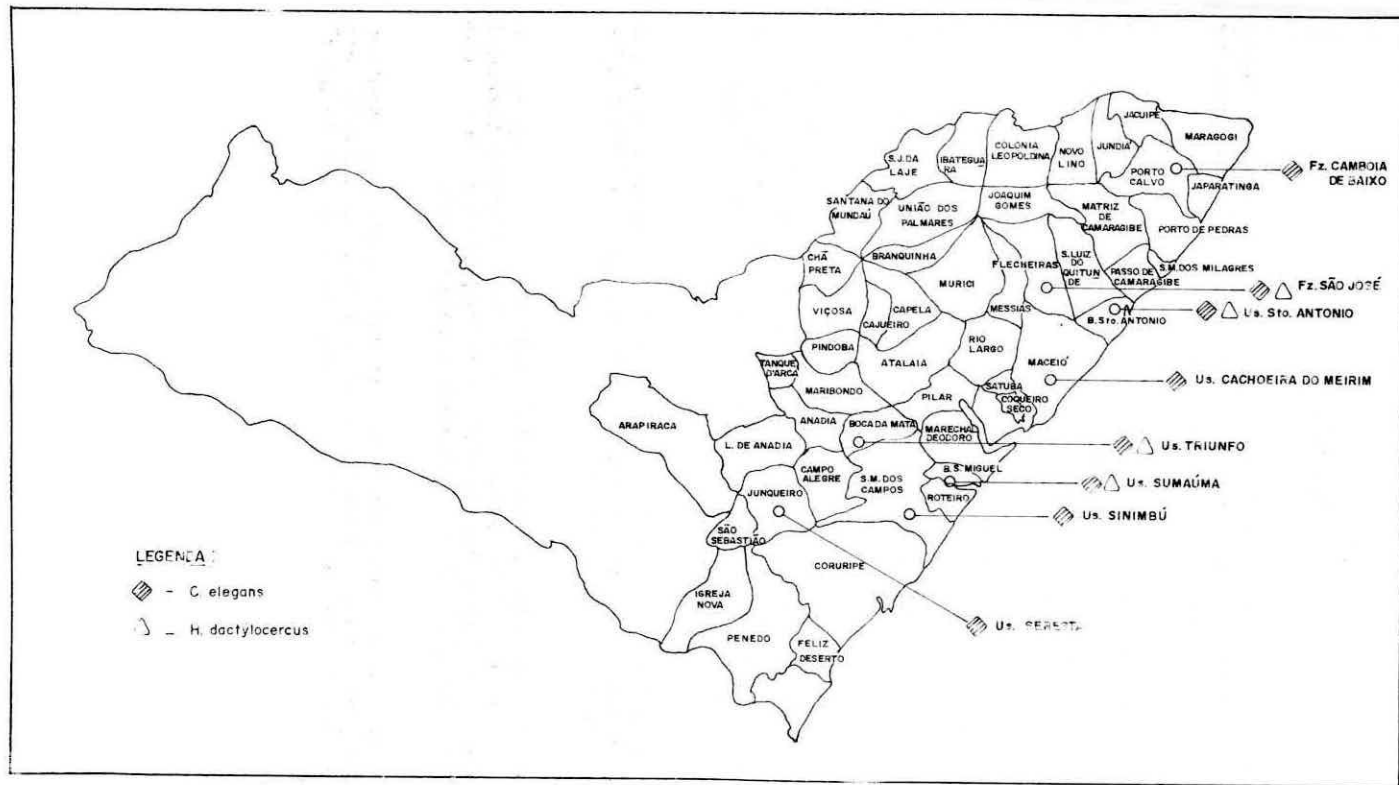 JACUIPE
MARAGOGI
S.J. DA
LAJE
IBATEGUA
RA
COLONIA
LEOPOLDINA
NOVO
LINO
JUNDIÁ
PORTO
CALVO
JAPARATINGA
Fz. CAMBOIA
DE BAIXO
SANTANA DO
MUNDAÚ
UNIÃO DOS
PALMARES
JOAQUIM
GOMES
MATRIZ
DE
CAMARAGIBE
PORTO DE PEDRAS
CHÃ
PRETA
BRANQUINHA
FLECHEIRAS
S.LUIZ
DO
QUITUN
DE
PASSO DE
CAMARAGIBE
S.M. DOS MILAGRES
MURICI
Fz. SÃO JOSÉ
VIÇOSA
CAJUEIRO
CAPELA
MESSIAS
B. Sto. ANTONIO
Us. Sto. ANTONIO
PINDOBA
ATALAIA
RIO
LARGO
MACEIÓ
TANQUE
D'ARCA
MARIBONDO
PILAR
SATUBA
COQUEIRO
SECO
Us. CACHOEIRA DO MEIRIM
ARAPIRACA
L. DE ANADIA
ANADIA
BOCA DA MATA
MARECHAL
DEODORO
Us. TRIUNFO
CAMPO
ALEGRE
S.M. DOS
CAMPOS
B. S. MIGUEL
ROTEIRO
Us. SUMAÚMA
JUNQUEIRO
Us. SINIMBÚ
SÃO
SEBASTIÃO
CORURIPE
IGREJA
NOVA
PENEDO
FELIZ
DESERTO
Us.
LEGENDA :
- C. elegans
- H. dactylocercus